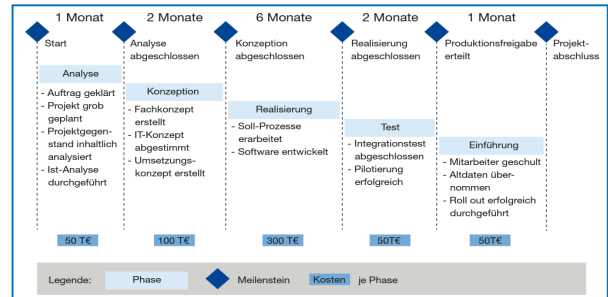 1 Monat
2 Monate
6 Monate
2 Monate
1 Monat
Start
Analyse
abgeschlossen
Konzeption
abgeschlossen
Realisierung
abgeschlossen
Produktionsfreigabe
erteilt
Projekt-
abschluss
Analyse
- Auftrag geklärt
- Projekt grob
geplant
- Projektgegen-
stand inhaltlich
analysiert
- Ist-Analyse
durchgeführt
Konzeption
- Fachkonzept
erstellt
- IT-Konzept
abgestimmt
- Umsetzungs-
konzept erstellt
Realisierung
- Soll-Prozesse
erarbeitet
- Software entwickelt
Test
- Integrationstest
abgeschlossen
- Pilotierung
erfolgreich
Einführung
- Mitarbeiter geschult
- Altdaten über-
nommen
- Roll out erfolgreich
durchgeführt
50 T€
100 T€
300 T€
50T€
50T€
Legende:
Phase
Meilenstein
Kosten je Phase